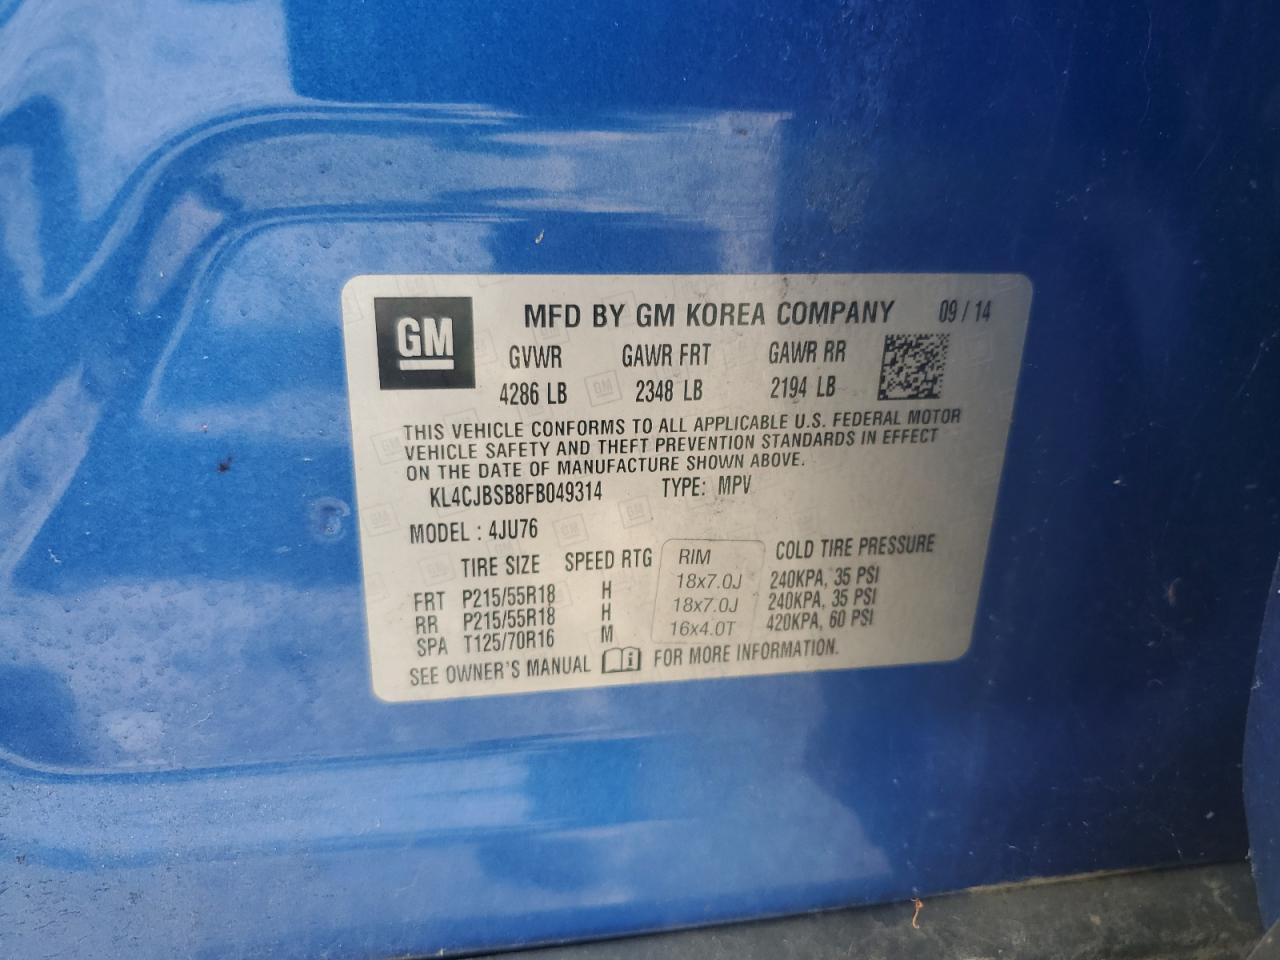 GM
MFD BY GM KOREA COMPANY 09 / 14
GVWR GAWR FRT GAWR RR
4286 LB 2348 LB 2194 LB
THIS VEHICLE CONFORMS TO ALL APPLICABLE U.S. FEDERAL MOTOR
VEHICLE SAFETY AND THEFT PREVENTION STANDARDS IN EFFECT
ON THE DATE OF MANUFACTURE SHOWN ABOVE.
KL4CJBSB8FB049314 TYPE: MPV
MODEL : 4JU76
TIRE SIZE SPEED RTG RIM COLD TIRE PRESSURE
FRT P215/55R18 H 18x7.0J 240KPA, 35 PSI
RR P215/55R18 H 18x7.0J 240KPA, 35 PSI
SPA T125/70R16 M 16x4.0T 420KPA, 60 PSI
SEE OWNER'S MANUAL i FOR MORE INFORMATION.